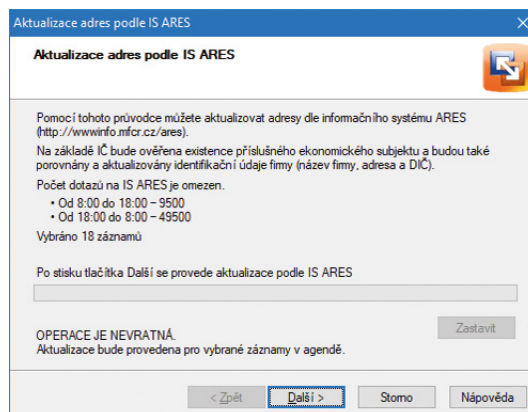 Aktualizace adres podle IS ARES
Aktualizace adres podle IS ARES
Pomocí tohoto průvodce můžete aktualizovat adresy dle informačního systému ARES
(http://wwwinfo.mfcr.cz/ares).
Na základě IČ bude ověřena existence příslušného ekonomického subjektu a budou také
porovnány a aktualizovány identifikační údaje firmy (název firmy, adresa a DIČ).
Počet dotazů na IS ARES je omezen.
• Od 8:00 do 18:00 – 9500
• Od 18:00 do 8:00 – 49500
Vybráno 18 záznamů
Po stisku tlačítka Další se provede aktualizace podle IS ARES
Zastavit
OPERACE JE NEVRATNÁ.
Aktualizace bude provedena pro vybrané záznamy v agendě.
< Zpět Další > Storno Nápověda